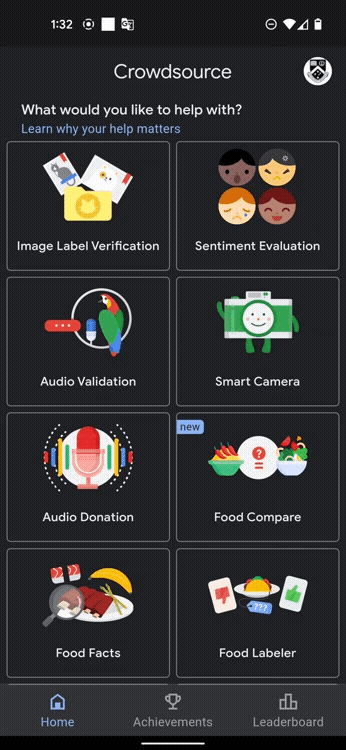 1:32
Crowdsource
What would you like to help with?
Learn why your help matters
Image Label Verification
Sentiment Evaluation
Audio Validation
Smart Camera
Audio Donation
new
Food Compare
Food Facts
???
Food Labeler
Home
Achievements
Leaderboard